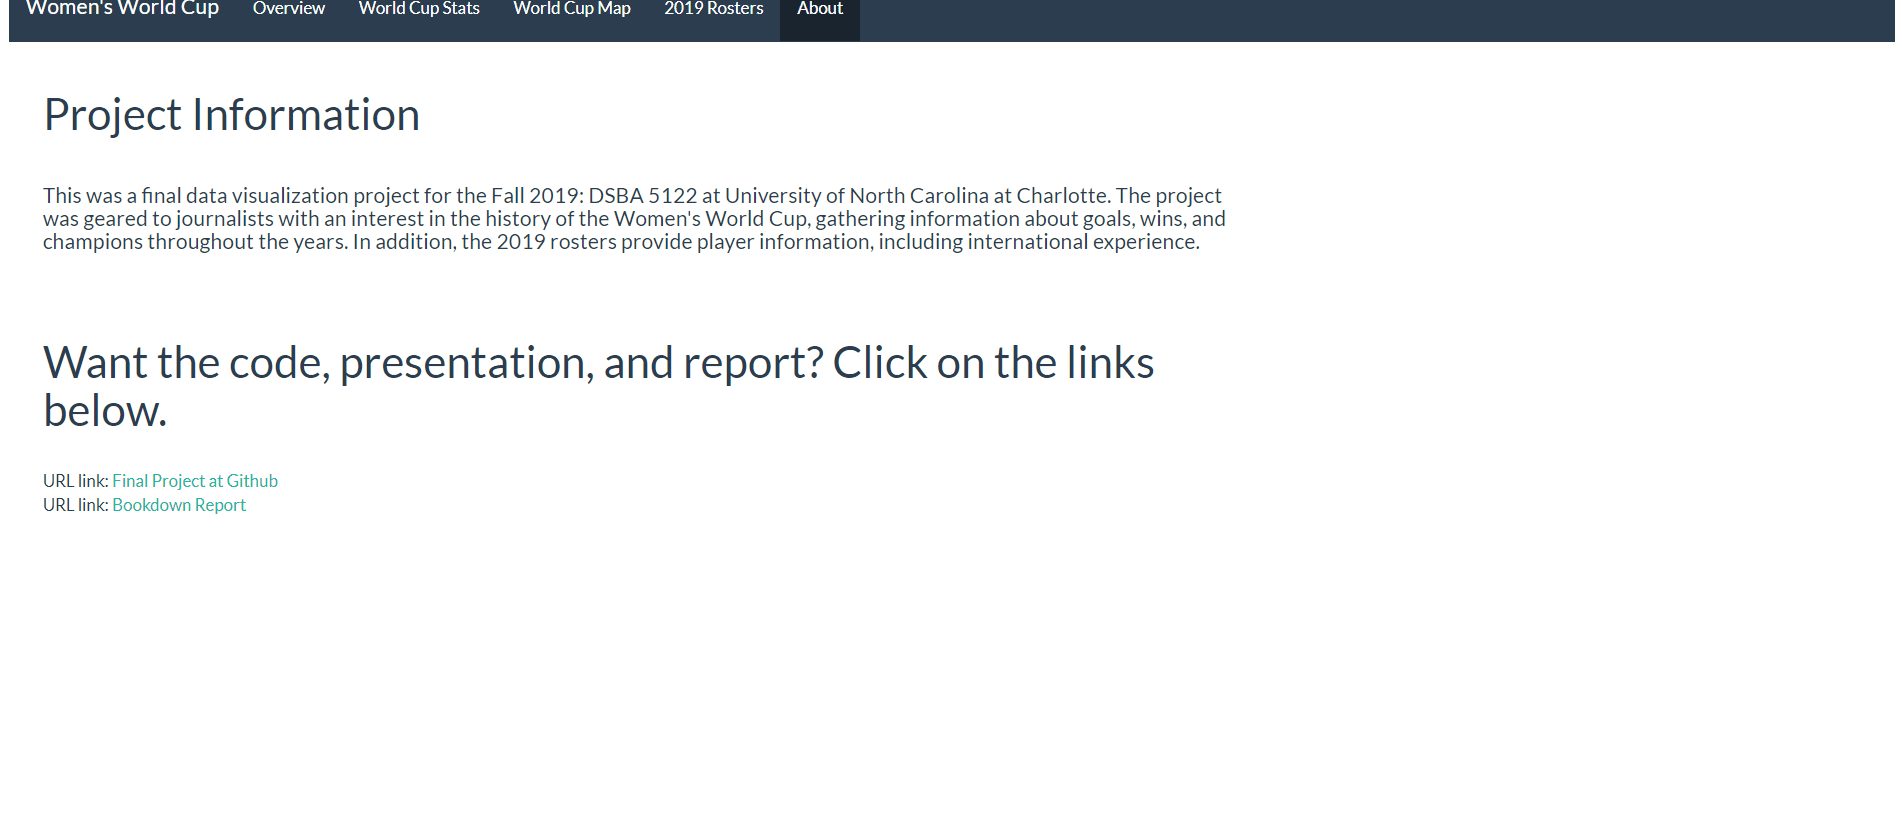 Women's World Cup Overview World Cup Stats World Cup Map 2019 Rosters About
Project Information
This was a final data visualization project for the Fall 2019: DSBA 5122 at University of North Carolina at Charlotte. The project
was geared to journalists with an interest in the history of the Women's World Cup, gathering information about goals, wins, and
champions throughout the years. In addition, the 2019 rosters provide player information, including international experience.
Want the code, presentation, and report? Click on the links
below.
URL link: Final Project at Github
URL link: Bookdown Report